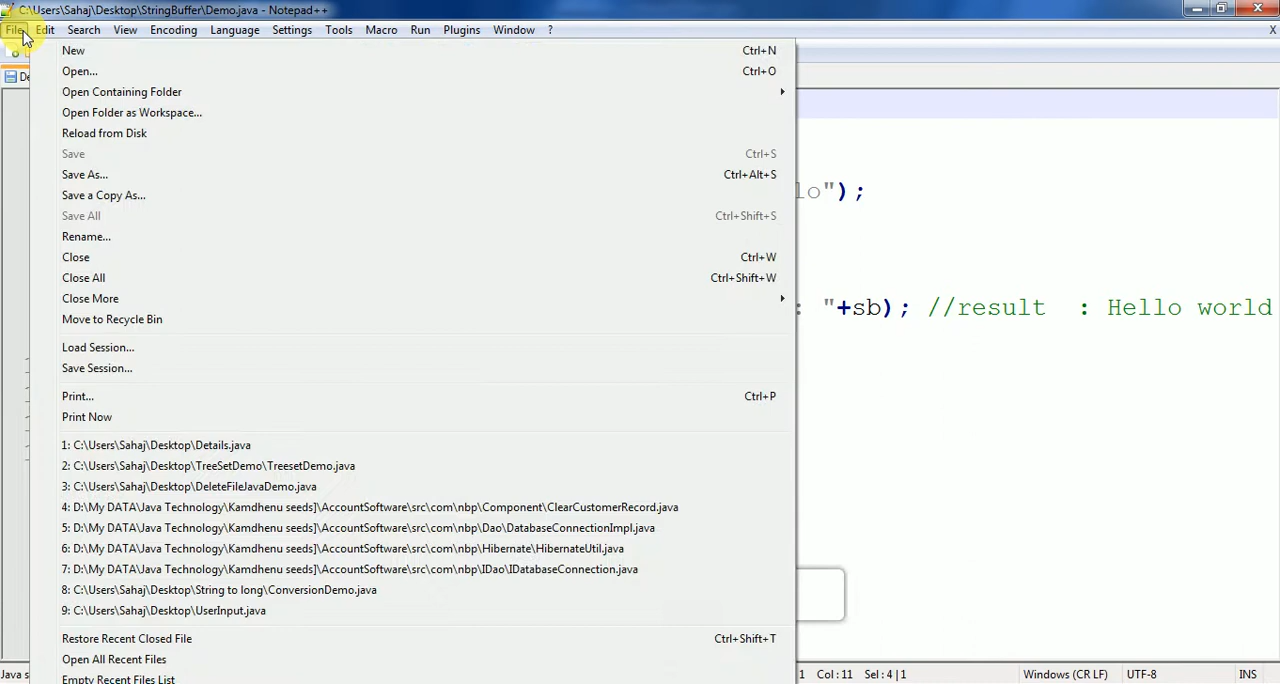 C:\Users\Sahaj\Desktop\StringBuffer\Demo.java - Notepad++
File Edit Search View Encoding Language Settings Tools Macro Run Plugins Window ? X
New Ctrl+N
Open... Ctrl+O
Open Containing Folder
Open Folder as Workspace...
Reload from Disk
Save Ctrl+S
Save As... Ctrl+Alt+S
lo");
Save a Copy As...
Save All Ctrl+Shift+S
Rename...
Close Ctrl+W
Close All Ctrl+Shift+W
Close More
: "+sb); //result : Hello world
Move to Recycle Bin
Load Session...
Save Session...
Print... Ctrl+P
Print Now
1: C:\Users\Sahaj\Desktop\Details.java
2: C:\Users\Sahaj\Desktop\TreeSetDemo\TreesetDemo.java
3: C:\Users\Sahaj\Desktop\DeleteFileJavaDemo.java
4: D:\My DATA\Java Technology\Kamdhenu seeds]\AccountSoftware\src\com\nbp\Component\ClearCustomerRecord.java
5: D:\My DATA\Java Technology\Kamdhenu seeds]\AccountSoftware\src\com\nbp\Dao\DatabaseConnectionImpl.java
6: D:\My DATA\Java Technology\Kamdhenu seeds]\AccountSoftware\src\com\nbp\Hibernate\HibernateUtil.java
7: D:\My DATA\Java Technology\Kamdhenu seeds]\AccountSoftware\src\com\nbp\IDao\IDatabaseConnection.java
8: C:\Users\Sahaj\Desktop\String to long\ConversionDemo.java
9: C:\Users\Sahaj\Desktop\UserInput.java
Restore Recent Closed File Ctrl+Shift+T
Open All Recent Files
Empty Recent Files List
Java s 1 Col : 11 Sel : 4 | 1 Windows (CR LF) UTF-8 INS